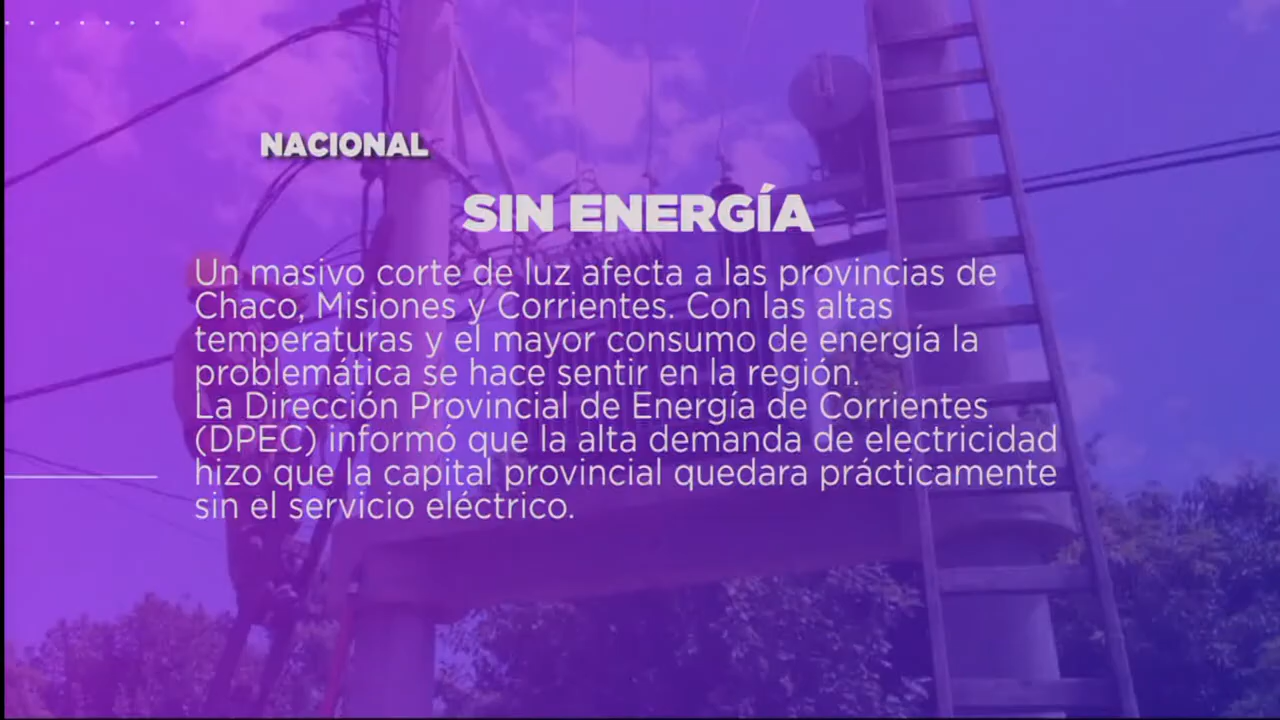 NACIONAL
SIN ENERGÍA
Un masivo corte de luz afecta a las provincias de
Chaco, Misiones y Corrientes. Con las altas
temperaturas y el mayor consumo de energía la
problemática se hace sentir en la región.
La Dirección Provincial de Energía de Corrientes
(DPEC) informó que la alta demanda de electricidad
hizo que la capital provincial quedara prácticamente
sin el servicio eléctrico.